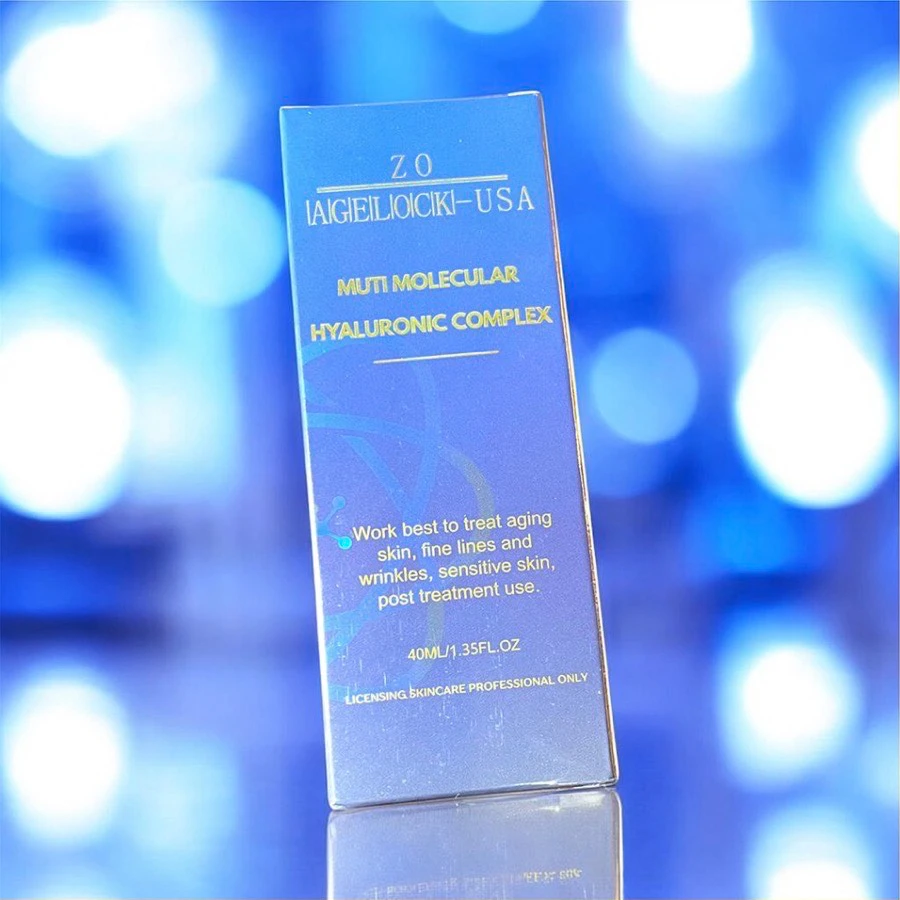 ZO
|A|G|E|L|O|C|K|-USA
MUTI MOLECULAR
HYALURONIC COMPLEX
Work best to treat aging
skin, fine lines and
wrinkles, sensitive skin,
post treatment use.
40ML/1.35FL.OZ
LICENSING SKINCARE PROFESSIONAL ONLY